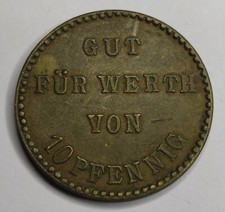 GUT
FÜR WERTH
VON
10 PFENNIG